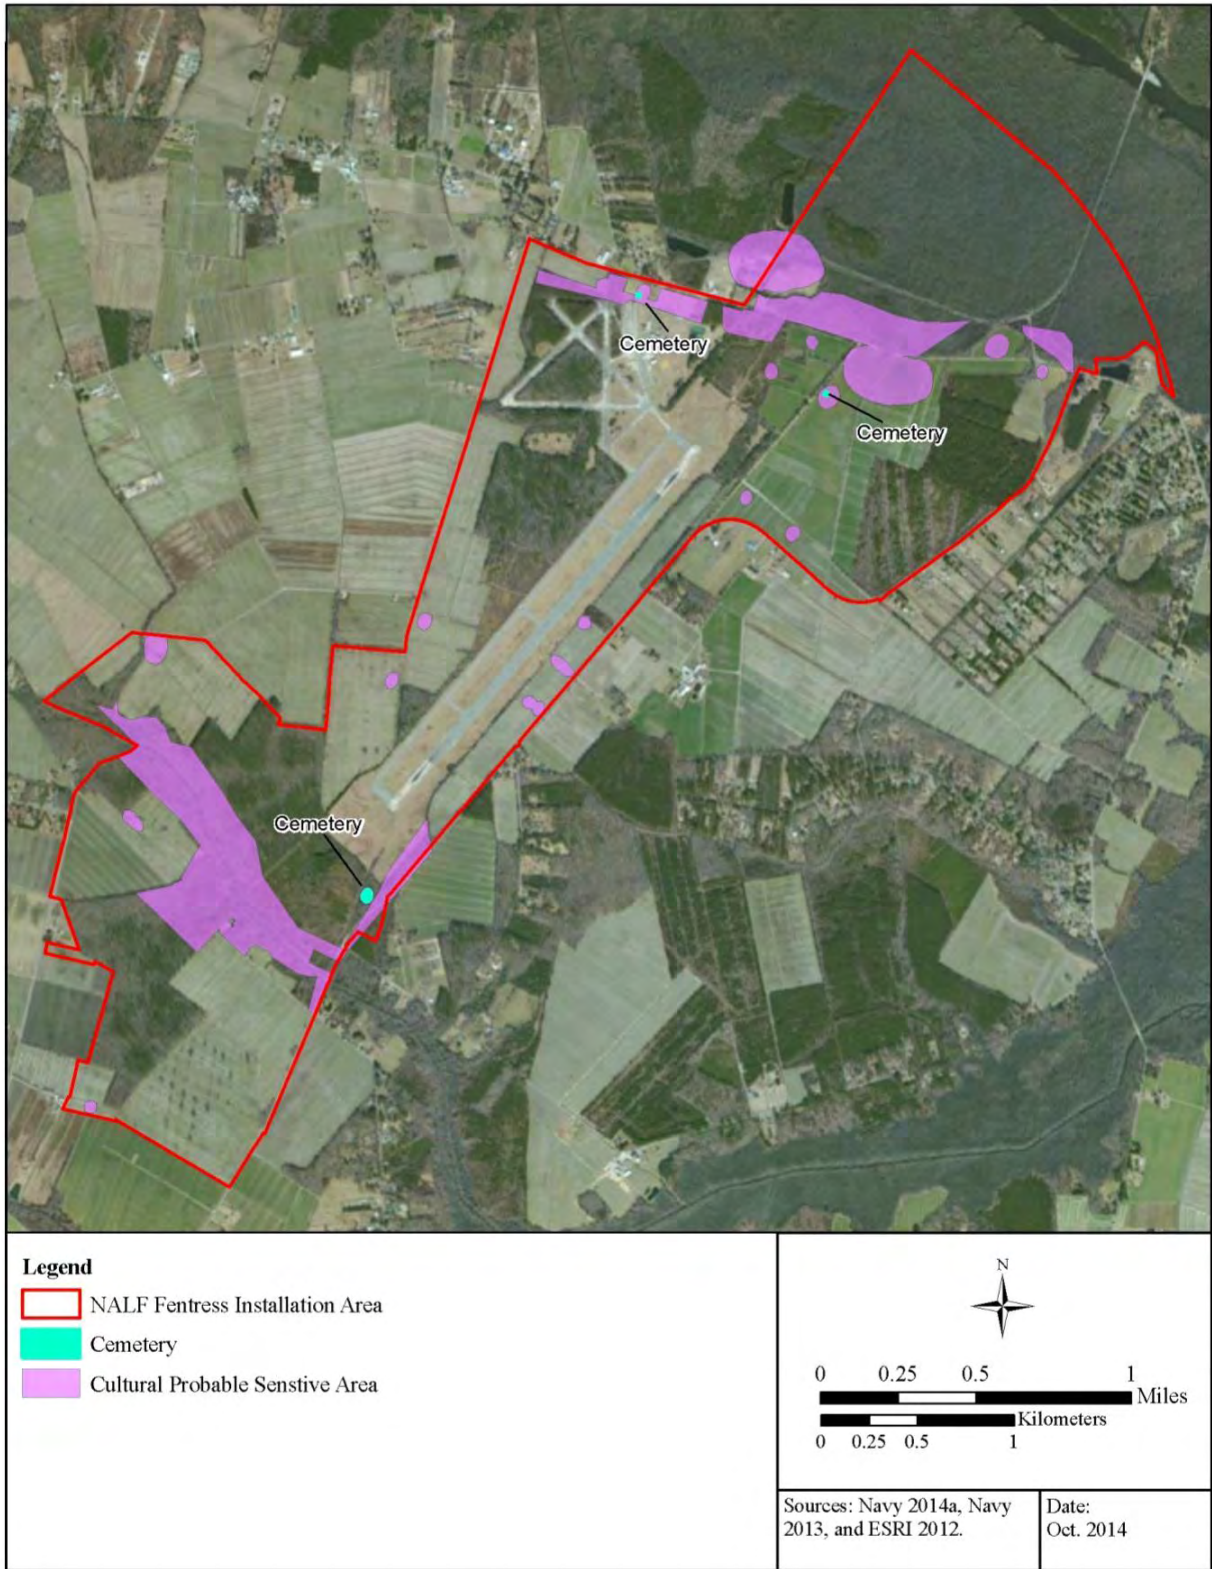 Cemetery
Cemetery
Cemetery
Legend
NALF Fentress Installation Area
Cemetery
Cultural Probable Senstive Area
N
0 0.25 0.5 1
Miles
Kilometers
0 0.25 0.5 1
Sources: Navy 2014a, Navy
2013, and ESRI 2012.
Date:
Oct. 2014